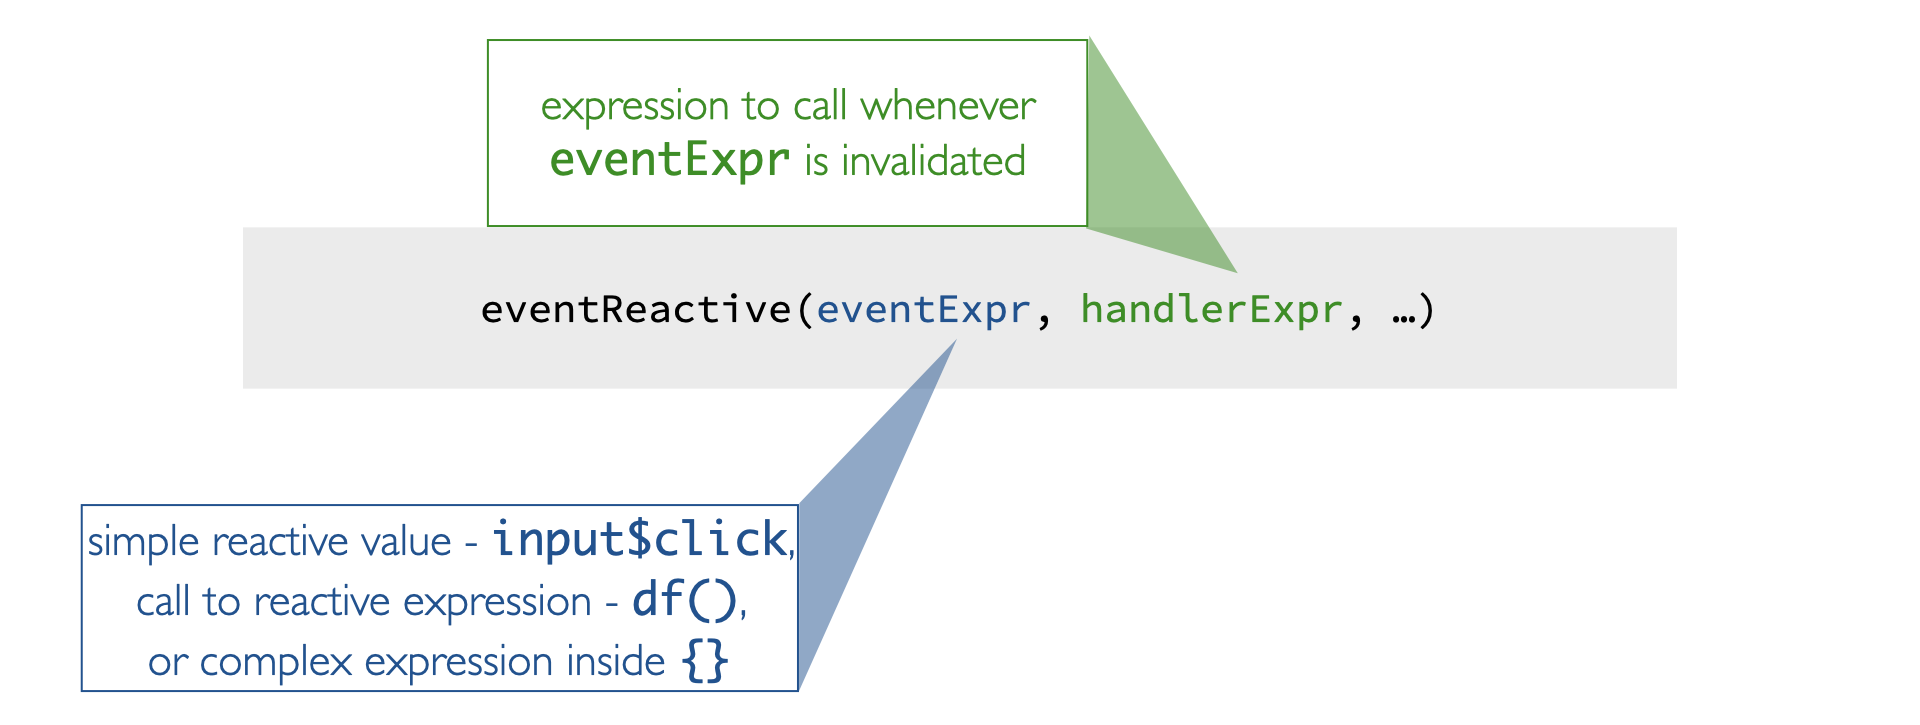 expression to call whenever
eventExpr is invalidated
eventReactive(eventExpr, handlerExpr, …)
simple reactive value - input$click,
call to reactive expression - df(),
or complex expression inside {}